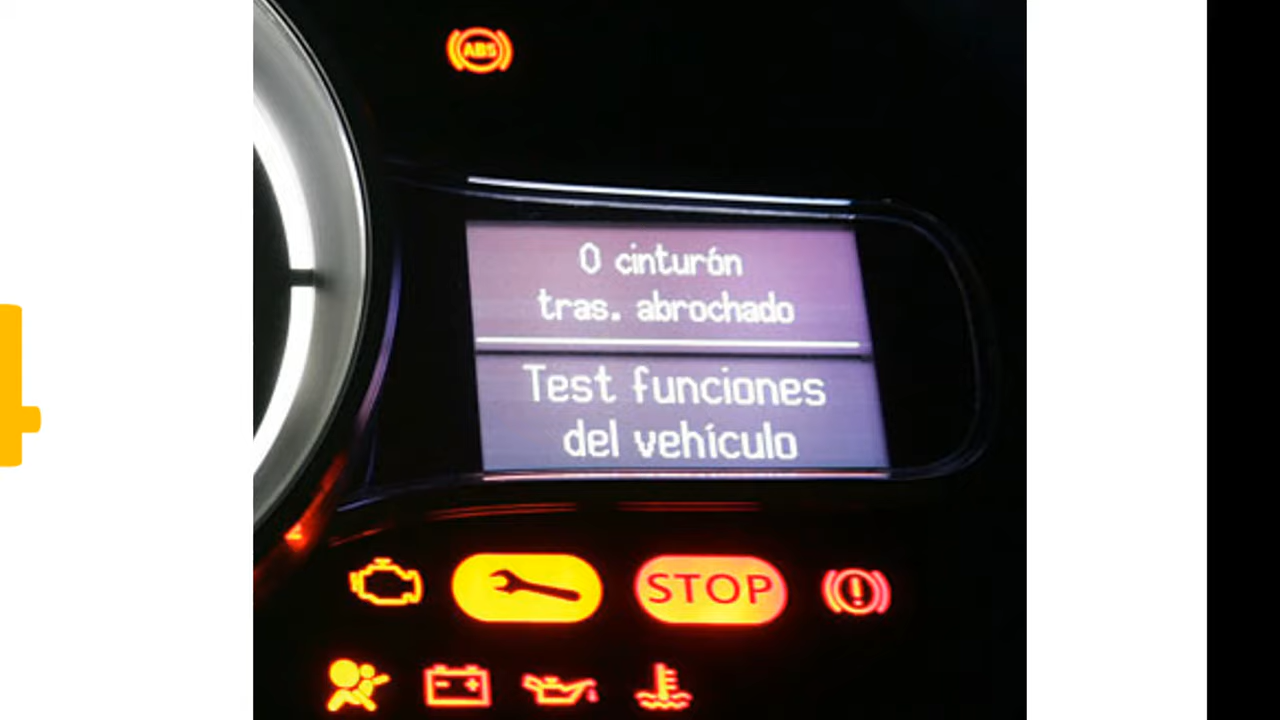 ABS
0 cinturón
tras. abrochado
Test funciones
del vehículo
STOP